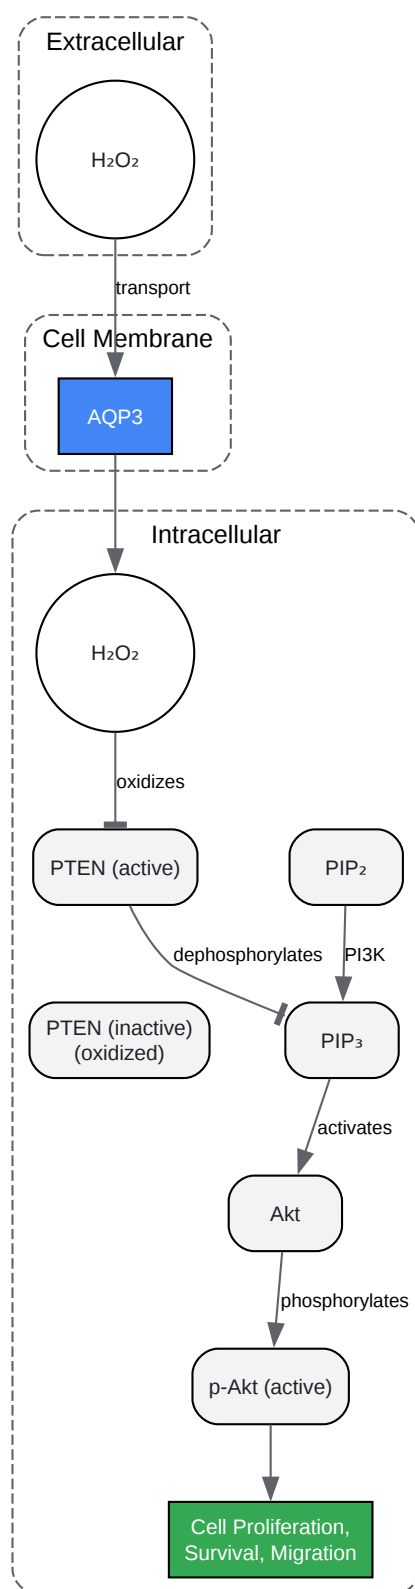 Extracellular
H₂O₂
transport
Cell Membrane
AQP3
Intracellular
H₂O₂
oxidizes
PTEN (active)
PIP₂
dephosphorylates
PI3K
PTEN (inactive)
(oxidized)
PIP₃
activates
Akt
phosphorylates
p-Akt (active)
Cell Proliferation,
Survival, Migration